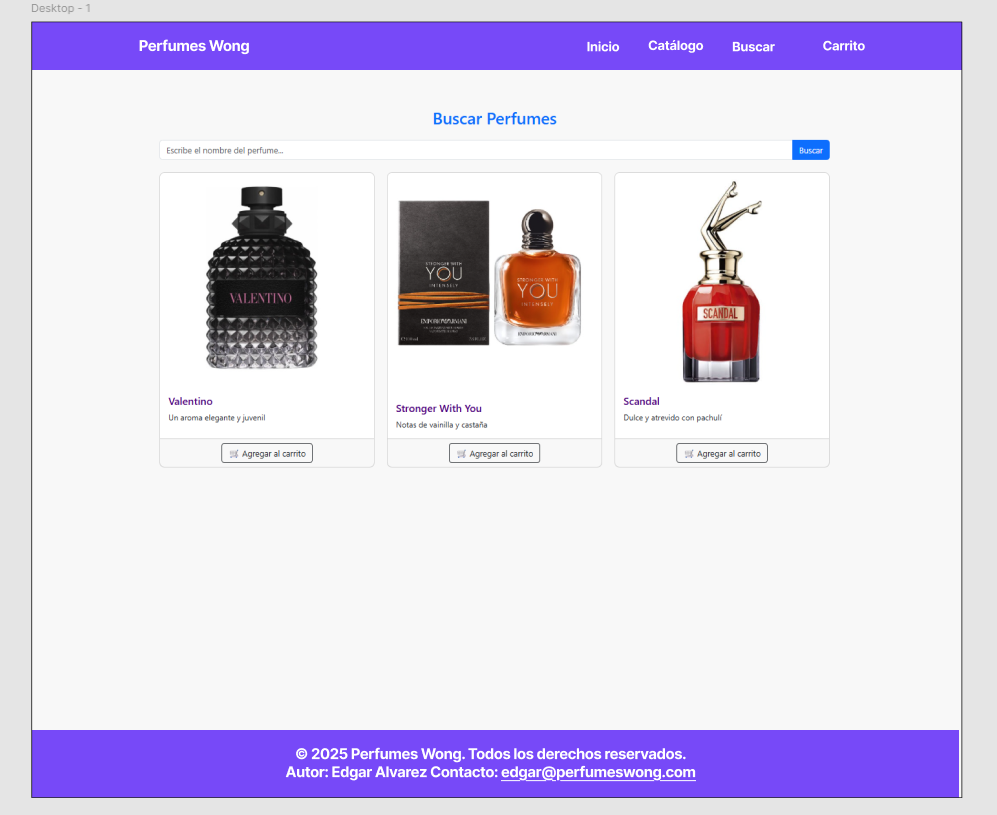 Desktop - 1
Perfumes Wong
Inicio Catálogo Buscar Carrito
Buscar Perfumes
Escribe el nombre del perfume... Buscar
VALENTINO
STRONGER WITH
YOU
INTENSELY
EMPORIO ARMANI
STRONGER WITH
YOU
INTENSELY
EMPORIO ARMANI
SCANDAL
Valentino
Un aroma elegante y juvenil
Stronger With You
Notas de vainilla y castaña
Scandal
Dulce y atrevido con pachulí
Agregar al carrito
Agregar al carrito
Agregar al carrito
© 2025 Perfumes Wong. Todos los derechos reservados.
Autor: Edgar Alvarez Contacto: edgar@perfumeswong.com